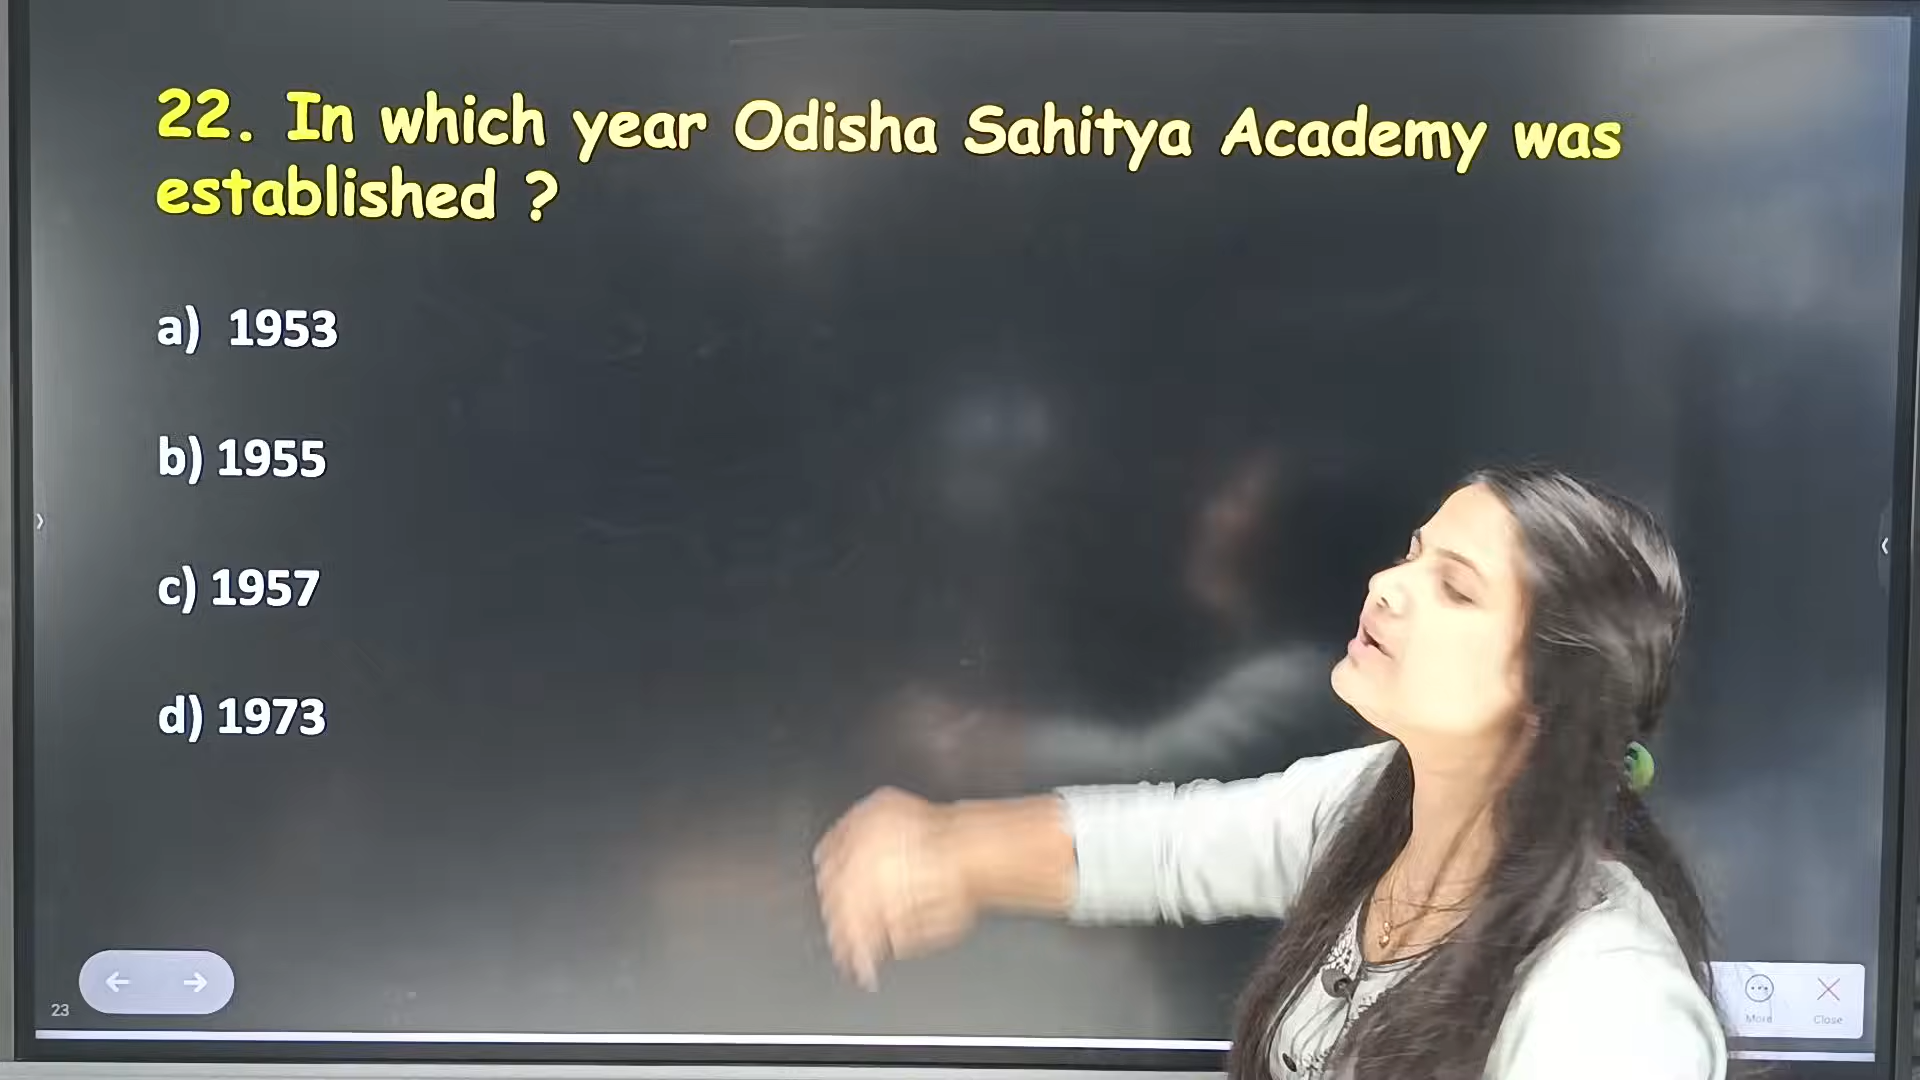 22. In which year Odisha Sahitya Academy was
established ?
a) 1953
b) 1955
c) 1957
d) 1973
23
More
Close